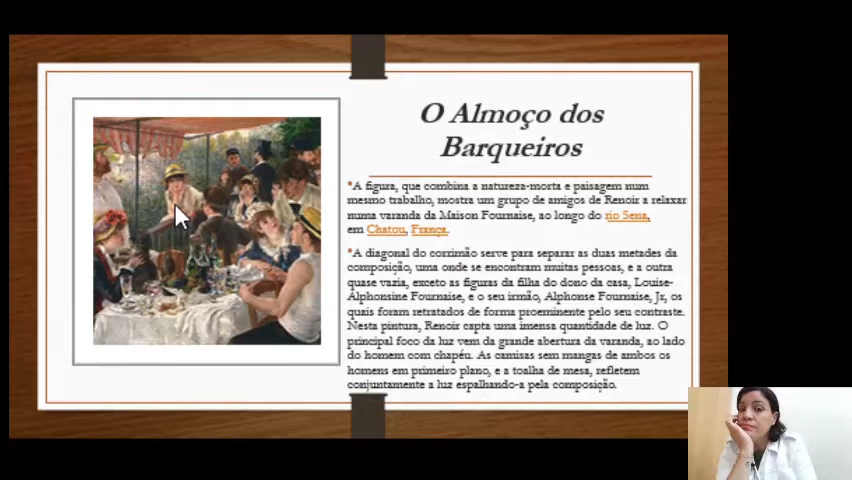 O Almoço dos
Barqueiros
•A figura, que combina a natureza-morta e paisagem num
mesmo trabalho, mostra um grupo de amigos de Renoir a relaxar
numa varanda da Maison Fournaise, ao longo do rio Sena,
em Chatou, França.
•A diagonal do corrimão serve para separar as duas metades da
composição, uma onde se encontram muitas pessoas, e a outra
quase vazia, exceto as figuras da filha do dono da casa, Louise-
Alphonsine Fournaise, e o seu irmão, Alphonse Fournaise, Jr, os
quais foram retratados de forma proeminente pelo seu contraste.
Nesta pintura, Renoir capta uma imensa quantidade de luz. O
principal foco da luz vem da grande abertura da varanda, ao lado
do homem com chapéu. As camisas sem mangas de ambos os
homens em primeiro plano, e a toalha de mesa, refletem
conjuntamente a luz espalhando-a pela composição.